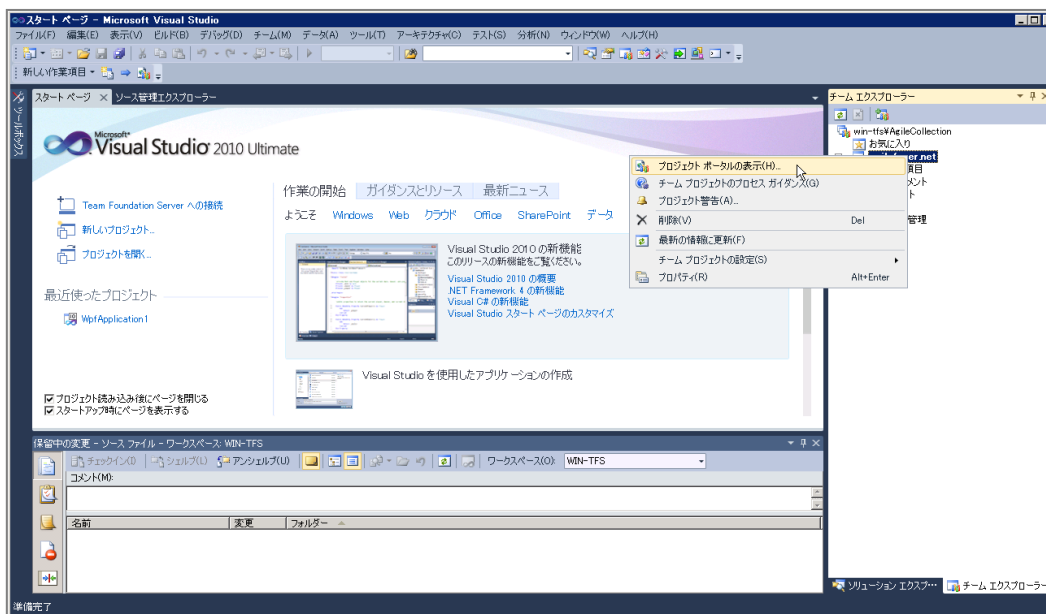 スタート ページ - Microsoft Visual Studio
ファイル(F) 編集(E) 表示(V) ビルド(B) デバッグ(D) チーム(M) データ(A) ツール(T) アーキテクチャ(C) テスト(S) 分析(N) ウィンドウ(W) ヘルプ(H)
新しい作業項目
ツールボックス
スタート ページ ソース管理エクスプローラー
Microsoft
Visual Studio 2010 Ultimate
Team Foundation Server への接続
新しいプロジェクト...
プロジェクトを開く...
最近使ったプロジェクト
WpfApplication1
プロジェクト読み込み後にページを閉じる
スタートアップ時にページを表示する
作業の開始 ガイダンスとリソース 最新ニュース
ようこそ Windows Web クラウド Office SharePoint データ
Visual Studio 2010 の新機能
このリリースの新機能をご覧ください。
Visual Studio 2010 の概要
.NET Framework 4 の新機能
Visual C# の新機能
Visual Studio スタート ページのカスタマイズ
Visual Studio を使用したアプリケーションの作成
プロジェクト ポータルの表示(H)...
チーム プロジェクトのプロセス ガイダンス(G)
プロジェクト警告(A)...
削除(V) Del
最新の情報に更新(F)
チーム プロジェクトの設定(S)
プロパティ(R) Alt+Enter
チーム エクスプローラー
win-tfs¥AgileCollection
お気に入り
er.net
項目
メント
ト
管理
保留中の変更 - ソース ファイル - ワークスペース: WIN-TFS
チェックイン(I) シェルブ(L) アンシェルブ(U) ワークスペース(O): WIN-TFS
コメント(M):
名前 変更 フォルダー
ソリューション エクスプ... チーム エクスプローラー
準備完了